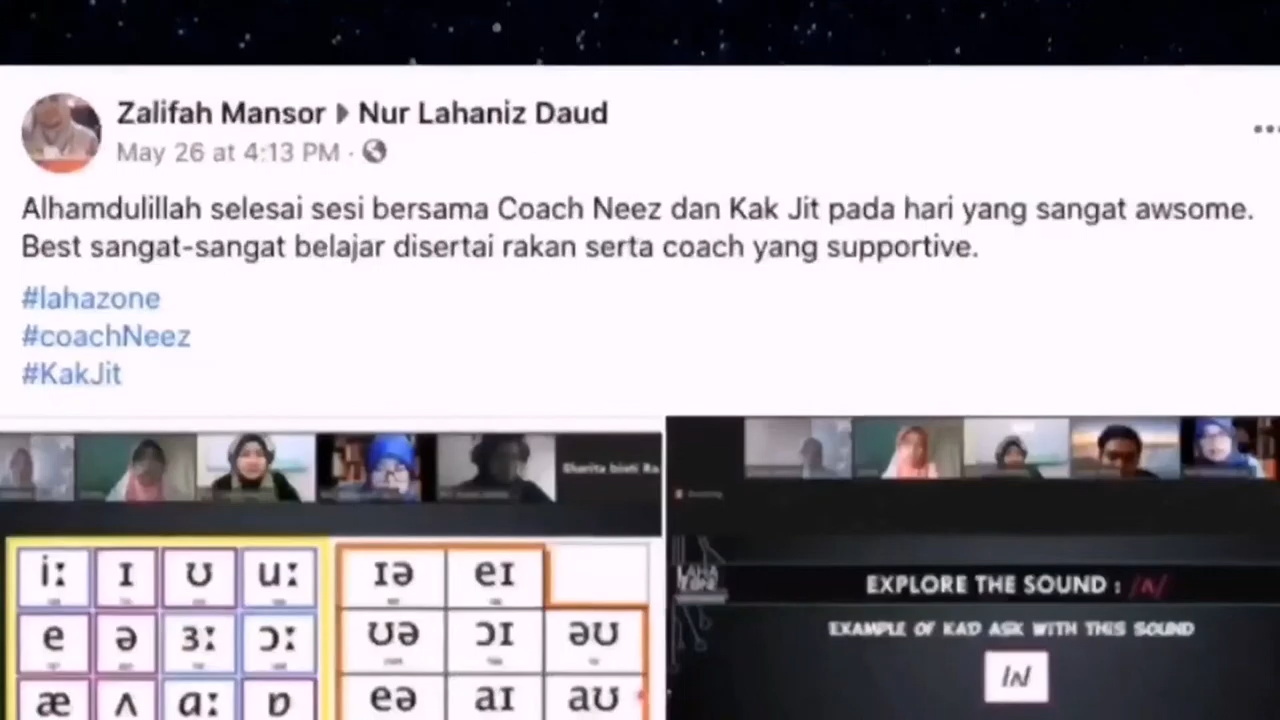 Zalifah Mansor ▶ Nur Lahaniz Daud
May 26 at 4:13 PM ·
Alhamdulillah selesai sesi bersama Coach Neez dan Kak Jit pada hari yang sangat awsome.
Best sangat-sangat belajar disertai rakan serta coach yang supportive.
#lahazone
#coachNeez
#KakJit
iː ɪ ʊ uː
e ə ɜː ɔː
æ ʌ ɑː ɒ
ɪə eɪ
ʊə ɔɪ əʊ
eə aɪ aʊ
EXPLORE THE SOUND : /ʌ/
EXAMPLE OF KAD ASK WITH THIS SOUND
/ʌ/